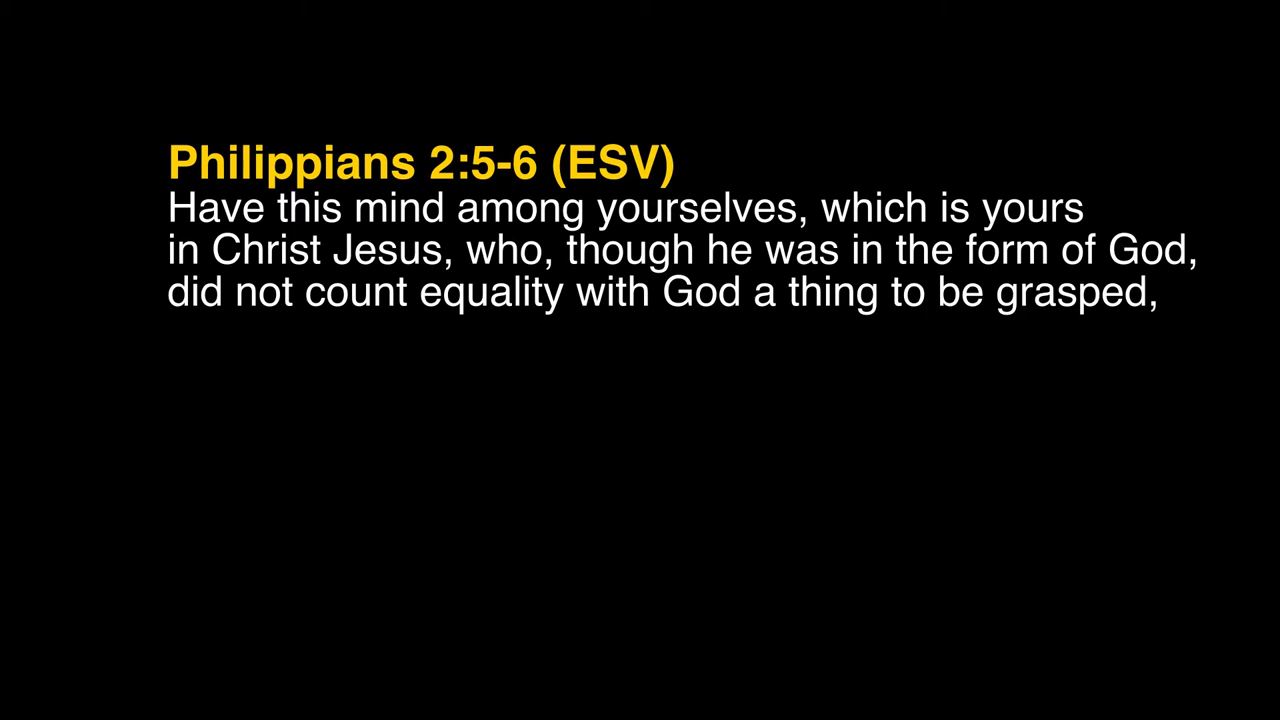 Philippians 2:5-6 (ESV)
Have this mind among yourselves, which is yours
in Christ Jesus, who, though he was in the form of God,
did not count equality with God a thing to be grasped,